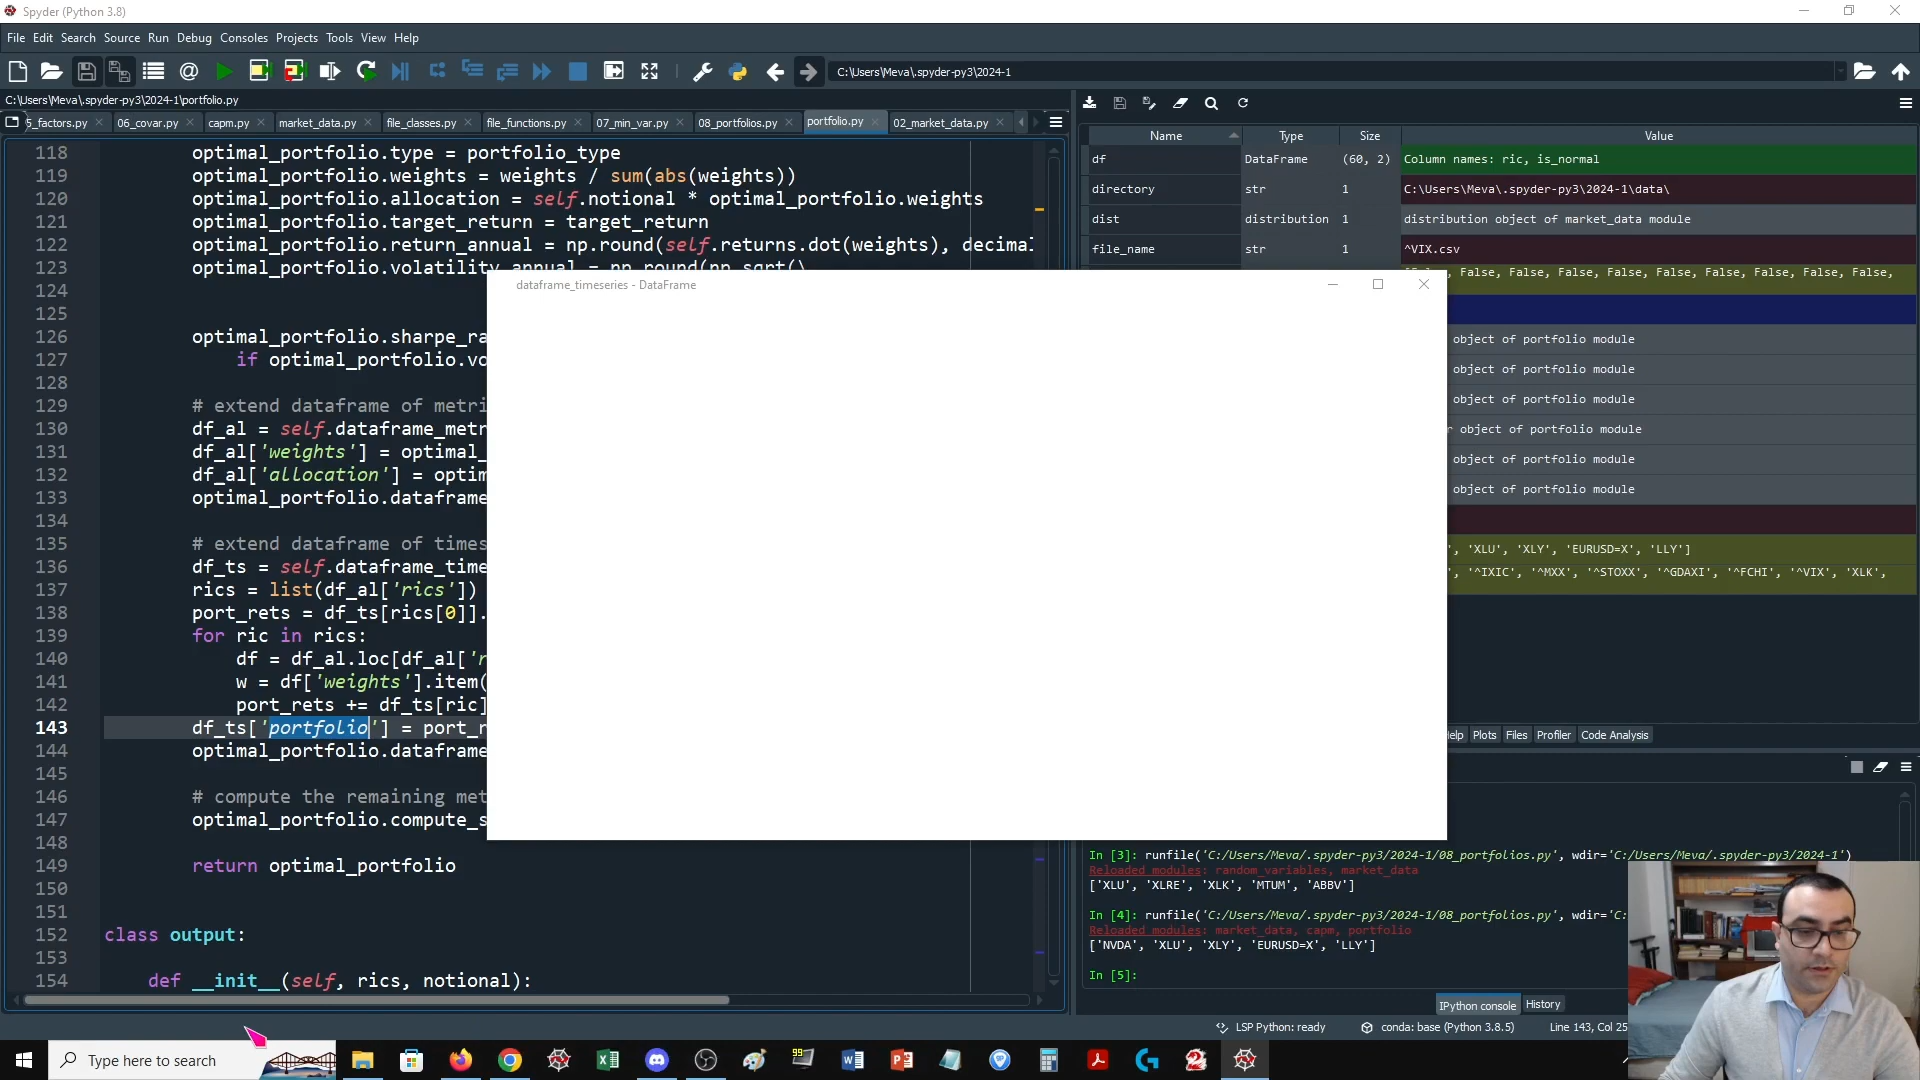 Spyder (Python 3.8)
File Edit Search Source Run Debug Consoles Projects Tools View Help
C:\Users\Meva\.spyder-py3\2024-1
C:\Users\Meva\.spyder-py3\2024-1\portfolio.py
5_factors.py 06_covar.py capm.py market_data.py file_classes.py file_functions.py 07_min_var.py 08_portfolios.py portfolio.py 02_market_data.py
118 optimal_portfolio.type = portfolio_type
119 optimal_portfolio.weights = weights / sum(abs(weights))
120 optimal_portfolio.allocation = self.notional * optimal_portfolio.weights
121 optimal_portfolio.target_return = target_return
122 optimal_portfolio.return_annual = np.round(self.returns.dot(weights), decimal
123 optimal_portfolio.volatility_annual = np.round(np.sqrt(\
124
125
126 optimal_portfolio.sharpe_ra
127 if optimal_portfolio.vo
128
129 # extend dataframe of metri
130 df_al = self.dataframe_metr
131 df_al['weights'] = optimal_
132 df_al['allocation'] = optim
133 optimal_portfolio.dataframe
134
135 # extend dataframe of times
136 df_ts = self.dataframe_time
137 rics = list(df_al['rics'])
138 port_rets = df_ts[rics[0]].
139 for ric in rics:
140 df = df_al.loc[df_al['r
141 w = df['weights'].item(
142 port_rets += df_ts[ric]
143 df_ts['portfolio'] = port_r
144 optimal_portfolio.dataframe
145
146 # compute the remaining met
147 optimal_portfolio.compute_s
148
149 return optimal_portfolio
150
151
152 class output:
153
154 def __init__(self, rics, notional):
dataframe_timeseries - DataFrame
Name Type Size Value
df DataFrame (60, 2) Column names: ric, is_normal
directory str 1 C:\Users\Meva\.spyder-py3\2024-1\data\
dist distribution 1 distribution object of market_data module
file_name str 1 ^VIX.csv
False, False, False, False, False, False, False, False, False,
object of portfolio module
object of portfolio module
object of portfolio module
r object of portfolio module
object of portfolio module
object of portfolio module
', 'XLU', 'XLY', 'EURUSD=X', 'LLY']
', '^IXIC', '^MXX', '^STOXX', '^GDAXI', '^FCHI', '^VIX', 'XLK',
elp Plots Files Profiler Code Analysis
In [3]: runfile('C:/Users/Meva/.spyder-py3/2024-1/08_portfolios.py', wdir='C:/Users/Meva/.spyder-py3/2024-1')
Reloaded modules: random_variables, market_data
['XLU', 'XLRE', 'XLK', 'MTUM', 'ABBV']
In [4]: runfile('C:/Users/Meva/.spyder-py3/2024-1/08_portfolios.py', wdir='C:
Reloaded modules: market_data, capm, portfolio
['NVDA', 'XLU', 'XLY', 'EURUSD=X', 'LLY']
In [5]:
IPython console History
LSP Python: ready conda: base (Python 3.8.5) Line 143, Col 25
Type here to search